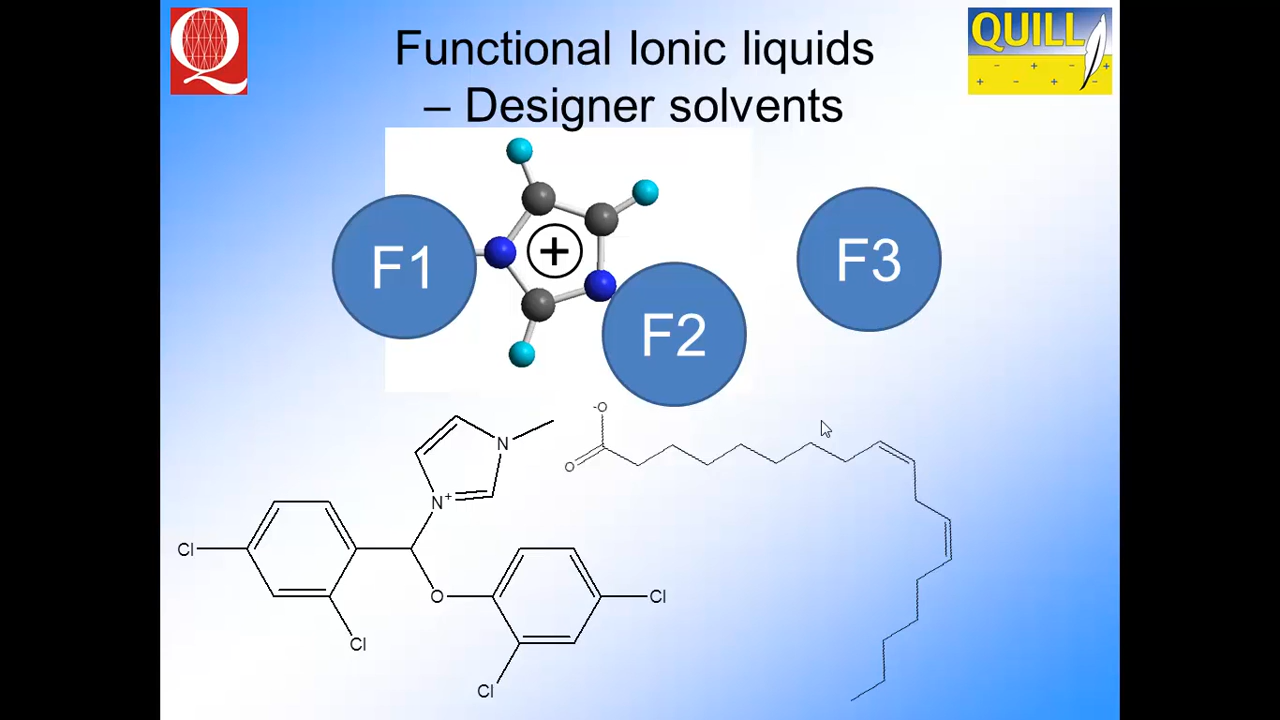 Functional Ionic liquids
– Designer solvents
Q
QUILL
F1
+
F2
F3
-O
O
N
N+
Cl
Cl
O
Cl
Cl